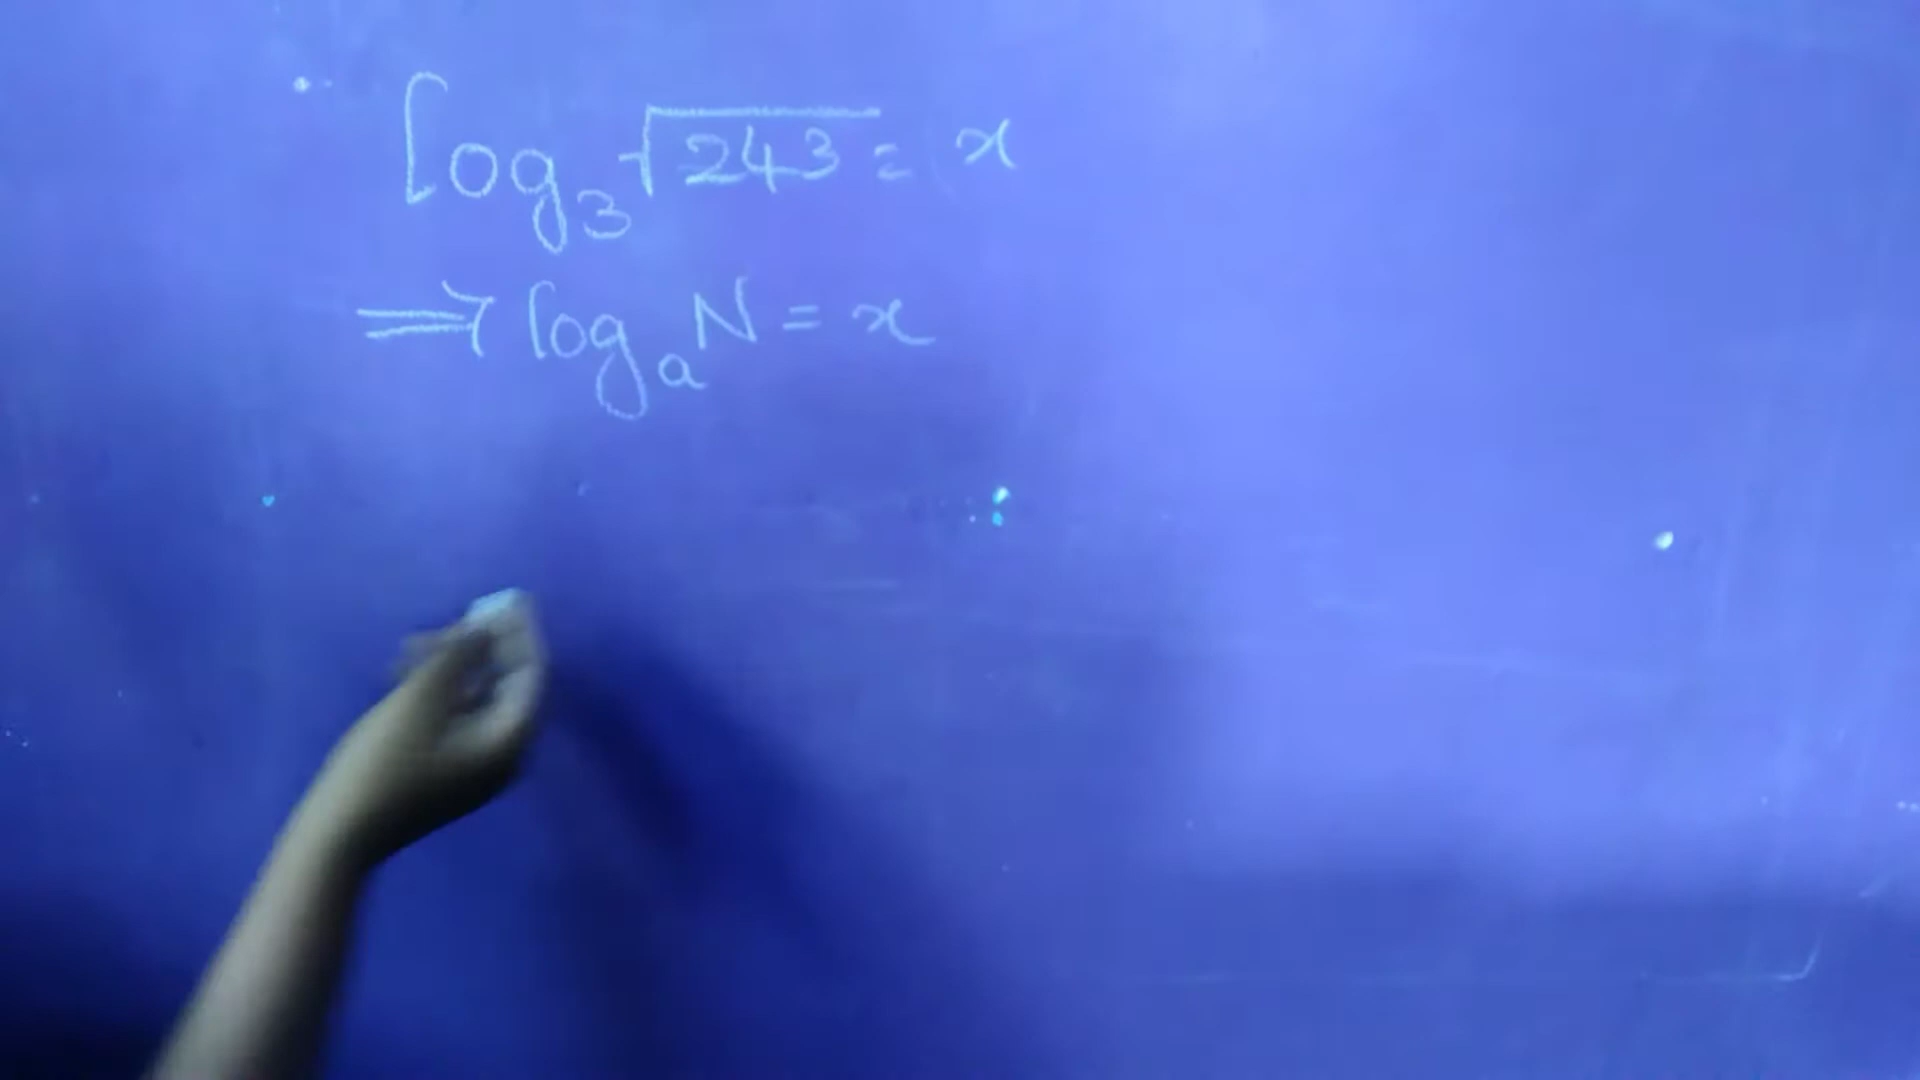 log₃√243 = x
⇒ logₐN = x